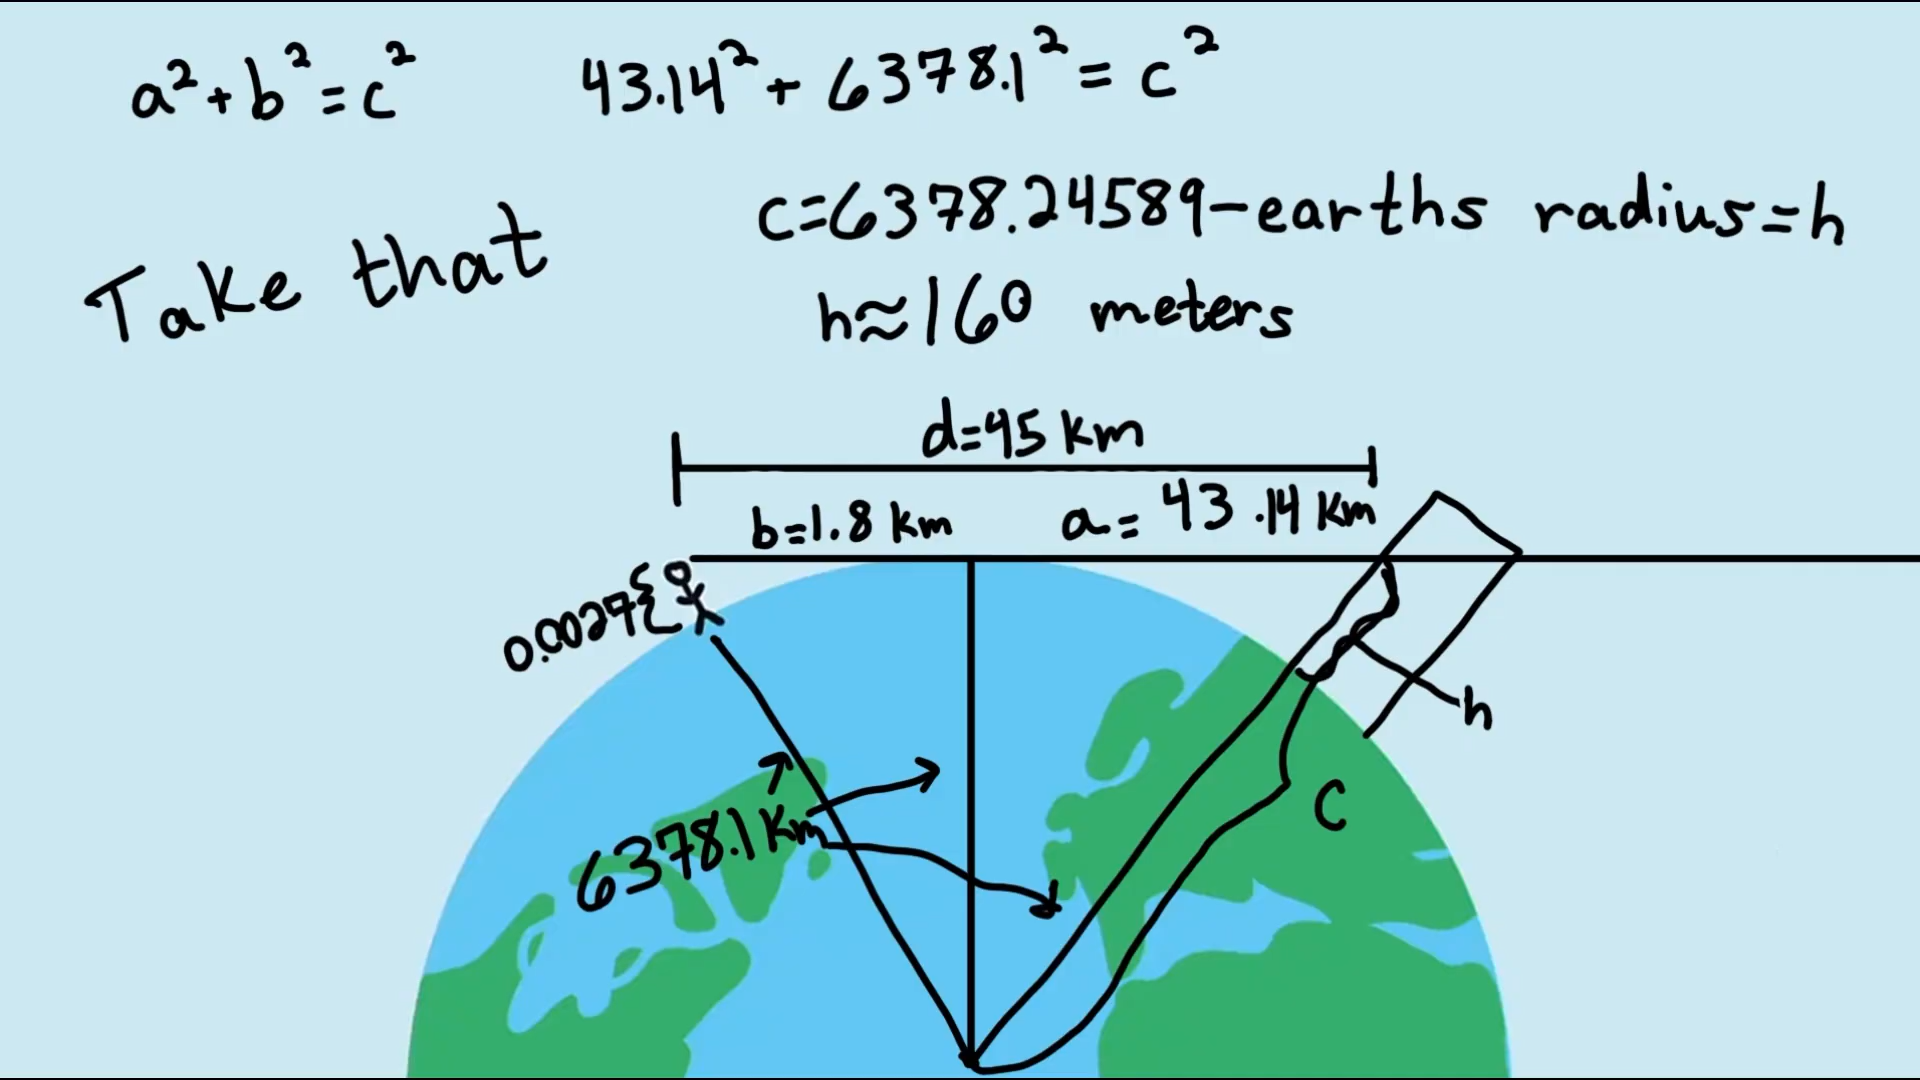 a²+b²=c²
43.14²+6378.1²=c²
Take that
c=6378.24589-earths radius=h
h≈160 meters
d=45 km
b=1.8 km
a=43.14 Km
0.0027{
h
6378.1 Km
C